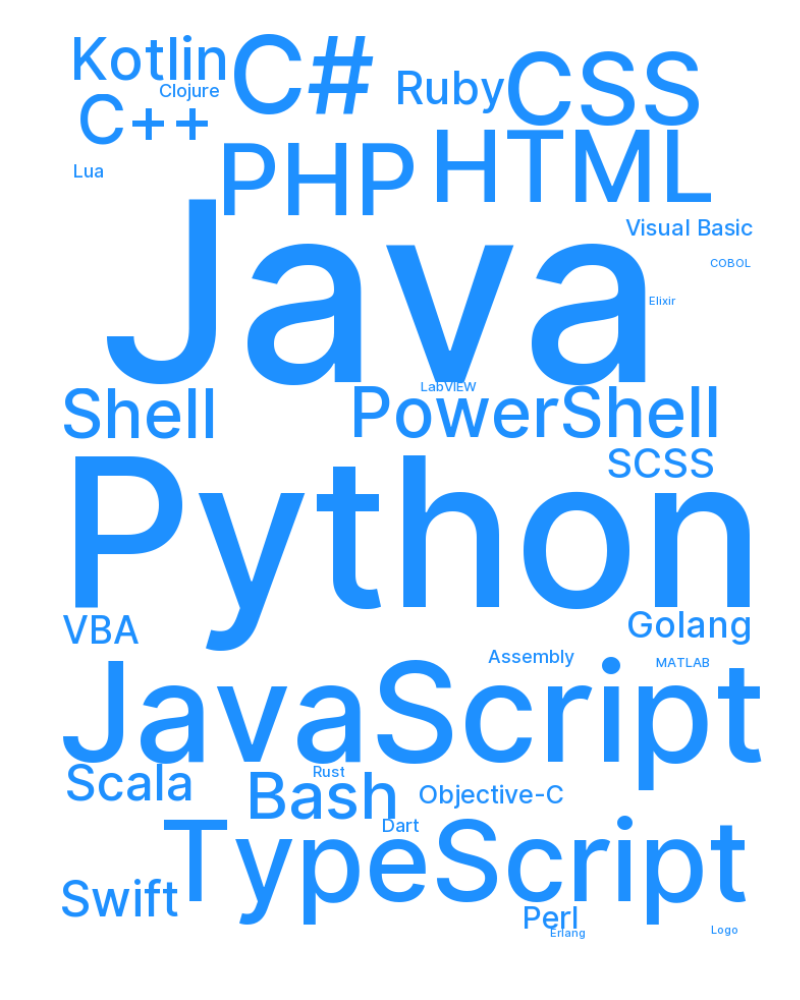 Kotlin
C#
Ruby
CSS
Clojure
C++
Lua
PHP
HTML
Visual Basic
COBOL
Java
Elixir
LabVIEW
Shell
PowerShell
SCSS
Python
VBA
Golang
Assembly
MATLAB
JavaScript
Scala
Rust
Bash
Objective-C
Dart
TypeScript
Swift
Perl
Erlang
Logo